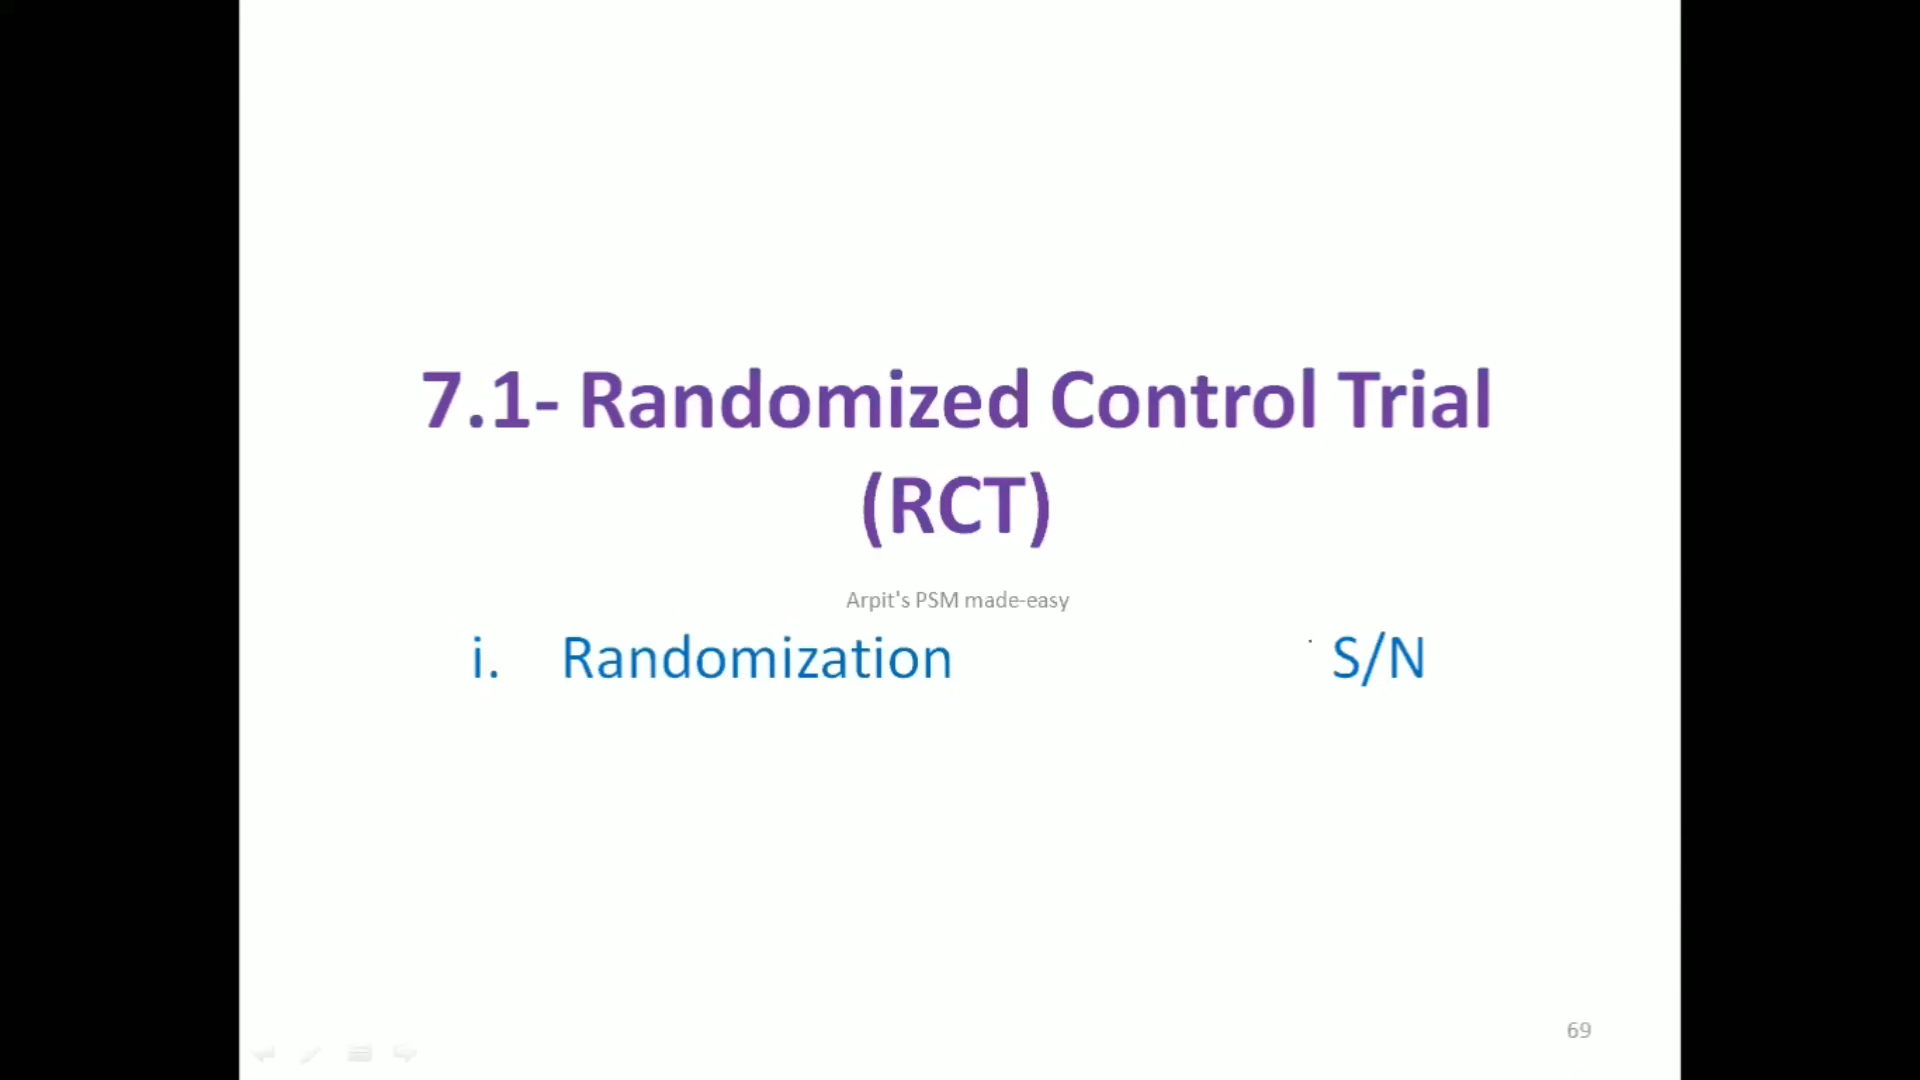 7.1- Randomized Control Trial
(RCT)
Arpit's PSM made-easy
i. Randomization S/N
69